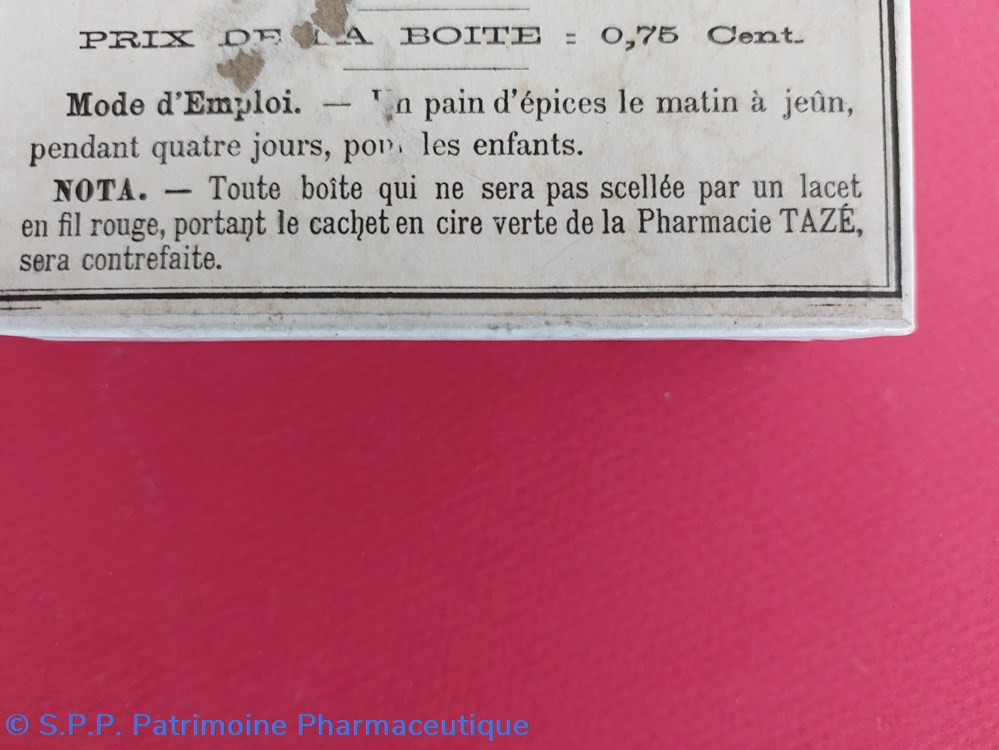 PRIX DE LA BOITE : 0,75 Cent.
Mode d'Emploi. — Un pain d'épices le matin à jeûn,
pendant quatre jours, pour les enfants.
NOTA. — Toute boîte qui ne sera pas scellée par un lacet
en fil rouge, portant le cachet en cire verte de la Pharmacie TAZÉ,
sera contrefaite.
© S.P.P. Patrimoine Pharmaceutique